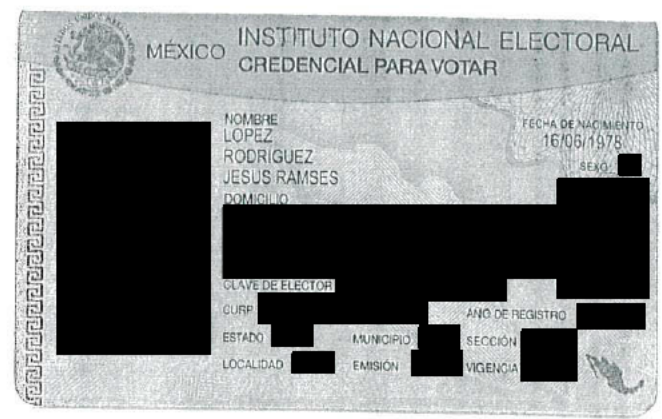 MÉXICO
INSTITUTO NACIONAL ELECTORAL
CREDENCIAL PARA VOTAR
NOMBRE
LOPEZ
RODRIGUEZ
JESUS RAMSES
FECHA DE NACIMIENTO
16/06/1978
SEXO
DOMICILIO
CLAVE DE ELECTOR
CURP
AÑO DE REGISTRO
ESTADO
MUNICIPIO
SECCIÓN
LOCALIDAD
EMISIÓN
VIGENCIA